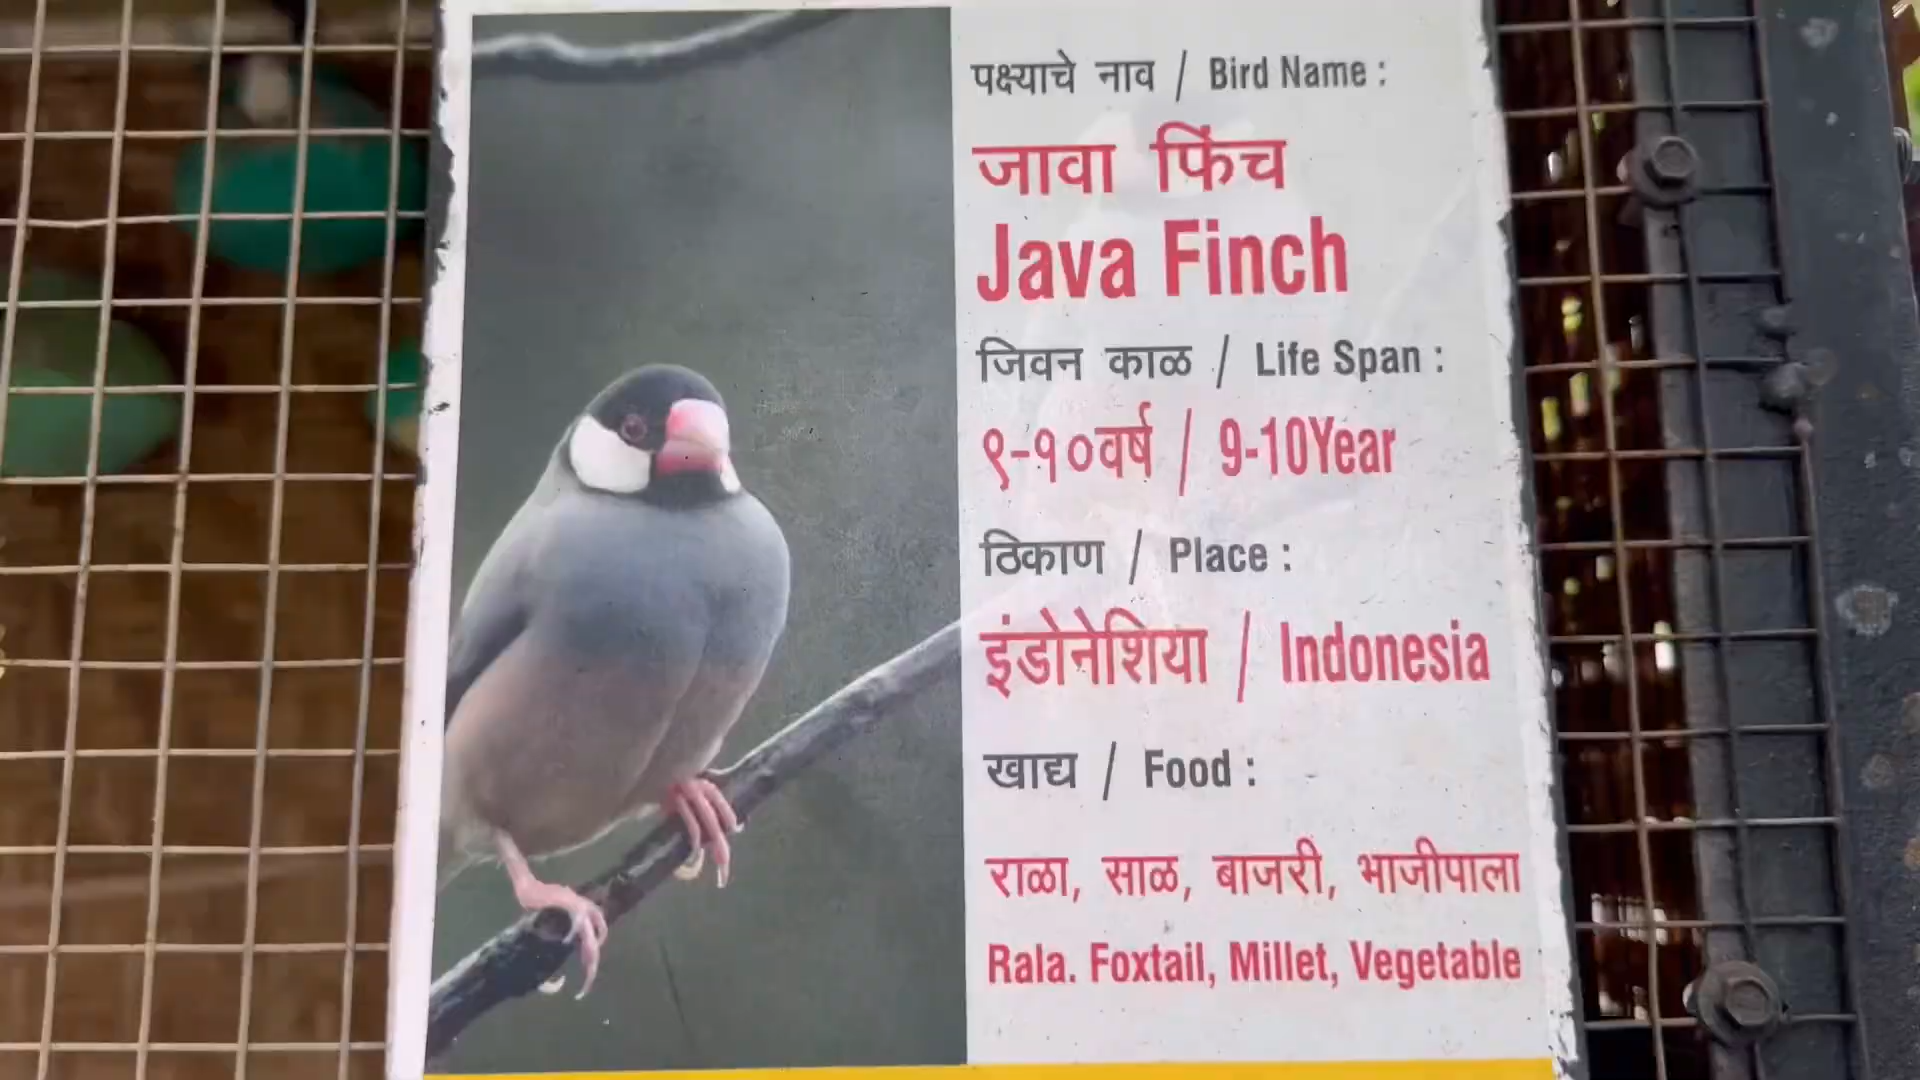 पक्ष्याचे नाव / Bird Name :
जावा फिंच
Java Finch
जिवन काळ / Life Span :
९-१०वर्ष / 9-10Year
ठिकाण / Place :
इंडोनेशिया / Indonesia
खाद्य / Food :
राळा, साळ, बाजरी, भाजीपाला
Rala. Foxtail, Millet, Vegetable